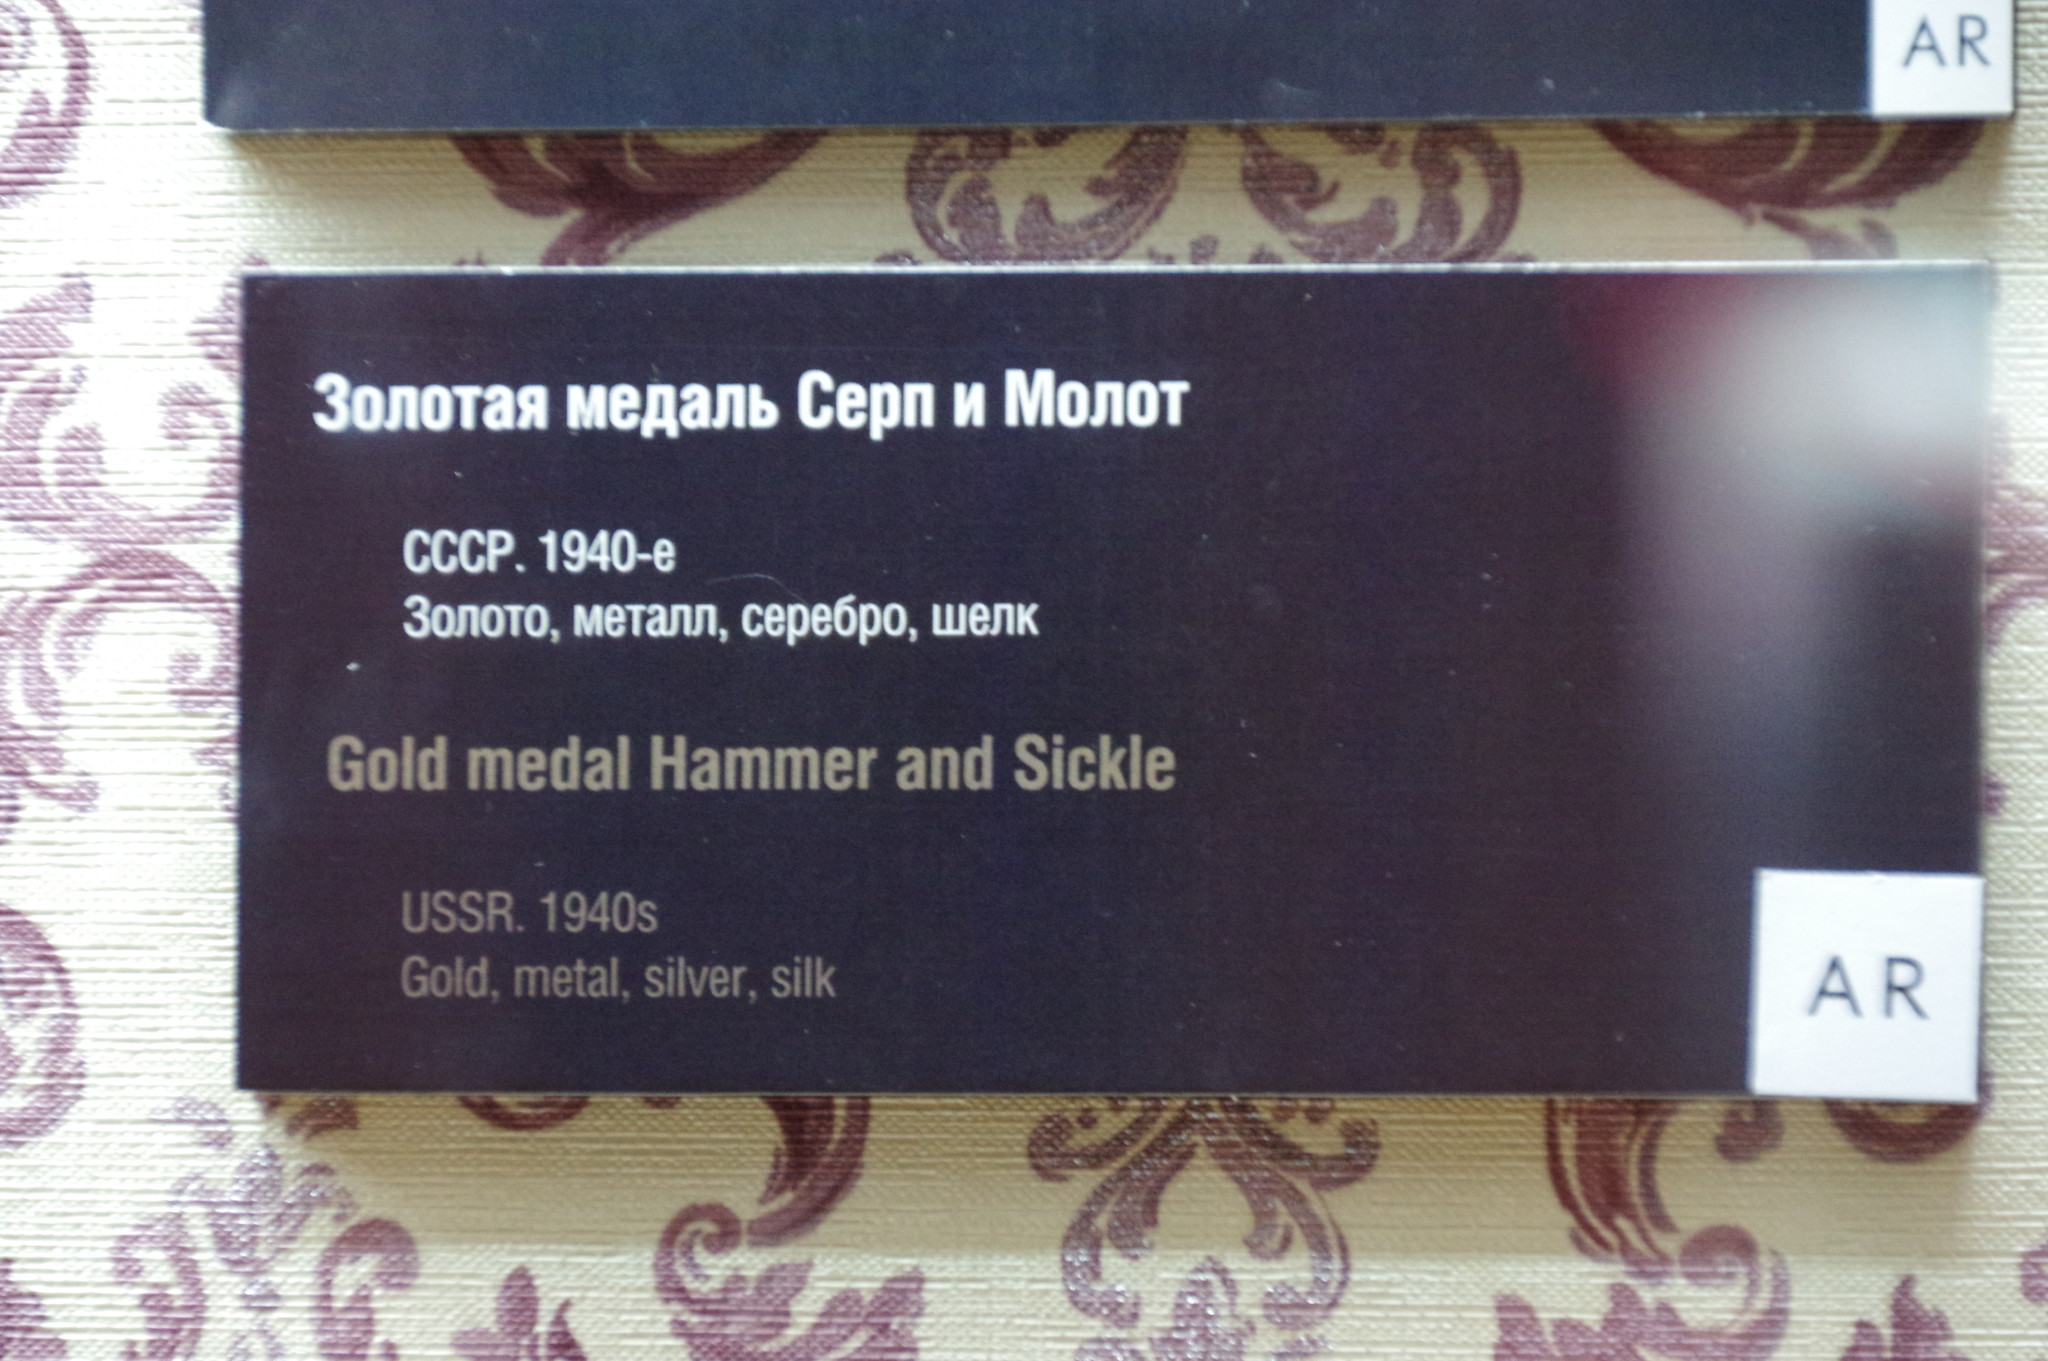 AR
Золотая медаль Серп и Молот
СССР. 1940-е
Золото, металл, серебро, шелк
Gold medal Hammer and Sickle
USSR. 1940s
Gold, metal, silver, silk
AR